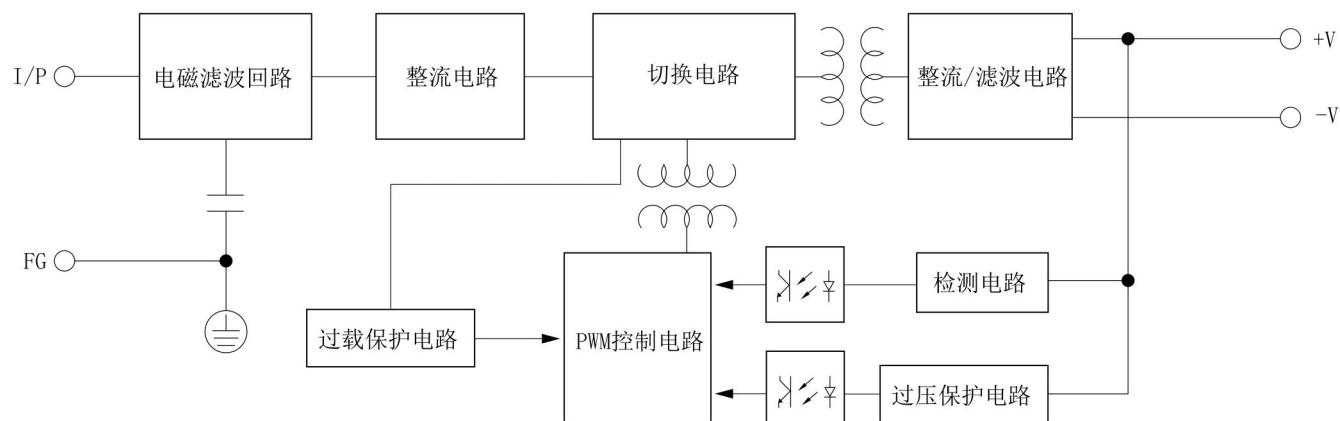 I/P
电磁滤波回路
整流电路
切换电路
整流/滤波电路
+V
-V
FG
过载保护电路
PWM控制电路
检测电路
过压保护电路